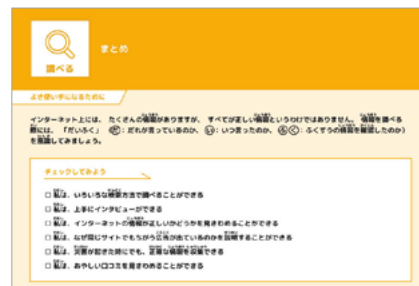 調べる
まとめ
よき使い手になるために
インターネット上には、たくさんの情報がありますが、すべてが正しい情報というわけではありません。情報を調べる
際には、「だいふく」（だ：だれが言っているのか、い：いつ言ったのか、ふく：ふくすうの情報を確認したのか）
を意識してみましょう。
チェックしてみよう
□私は、いろいろな検索方法で調べることができる
□私は、上手にインタビューができる
□私は、インターネットの情報が正しいかどうかを見きわめることができる
□私は、なぜ同じサイトでもちがう広告が出ているのかを説明することができる
□私は、災害が起きた時にでも、正確な情報を収集できる
□私は、あやしい口コミを見きわめることができる